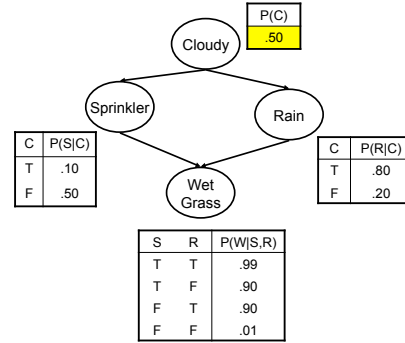 P(C)
.50
Cloudy
Sprinkler
Rain
C P(S|C)
T .10
F .50
C P(R|C)
T .80
F .20
Wet
Grass
S R P(W|S,R)
T T .99
T F .90
F T .90
F F .01